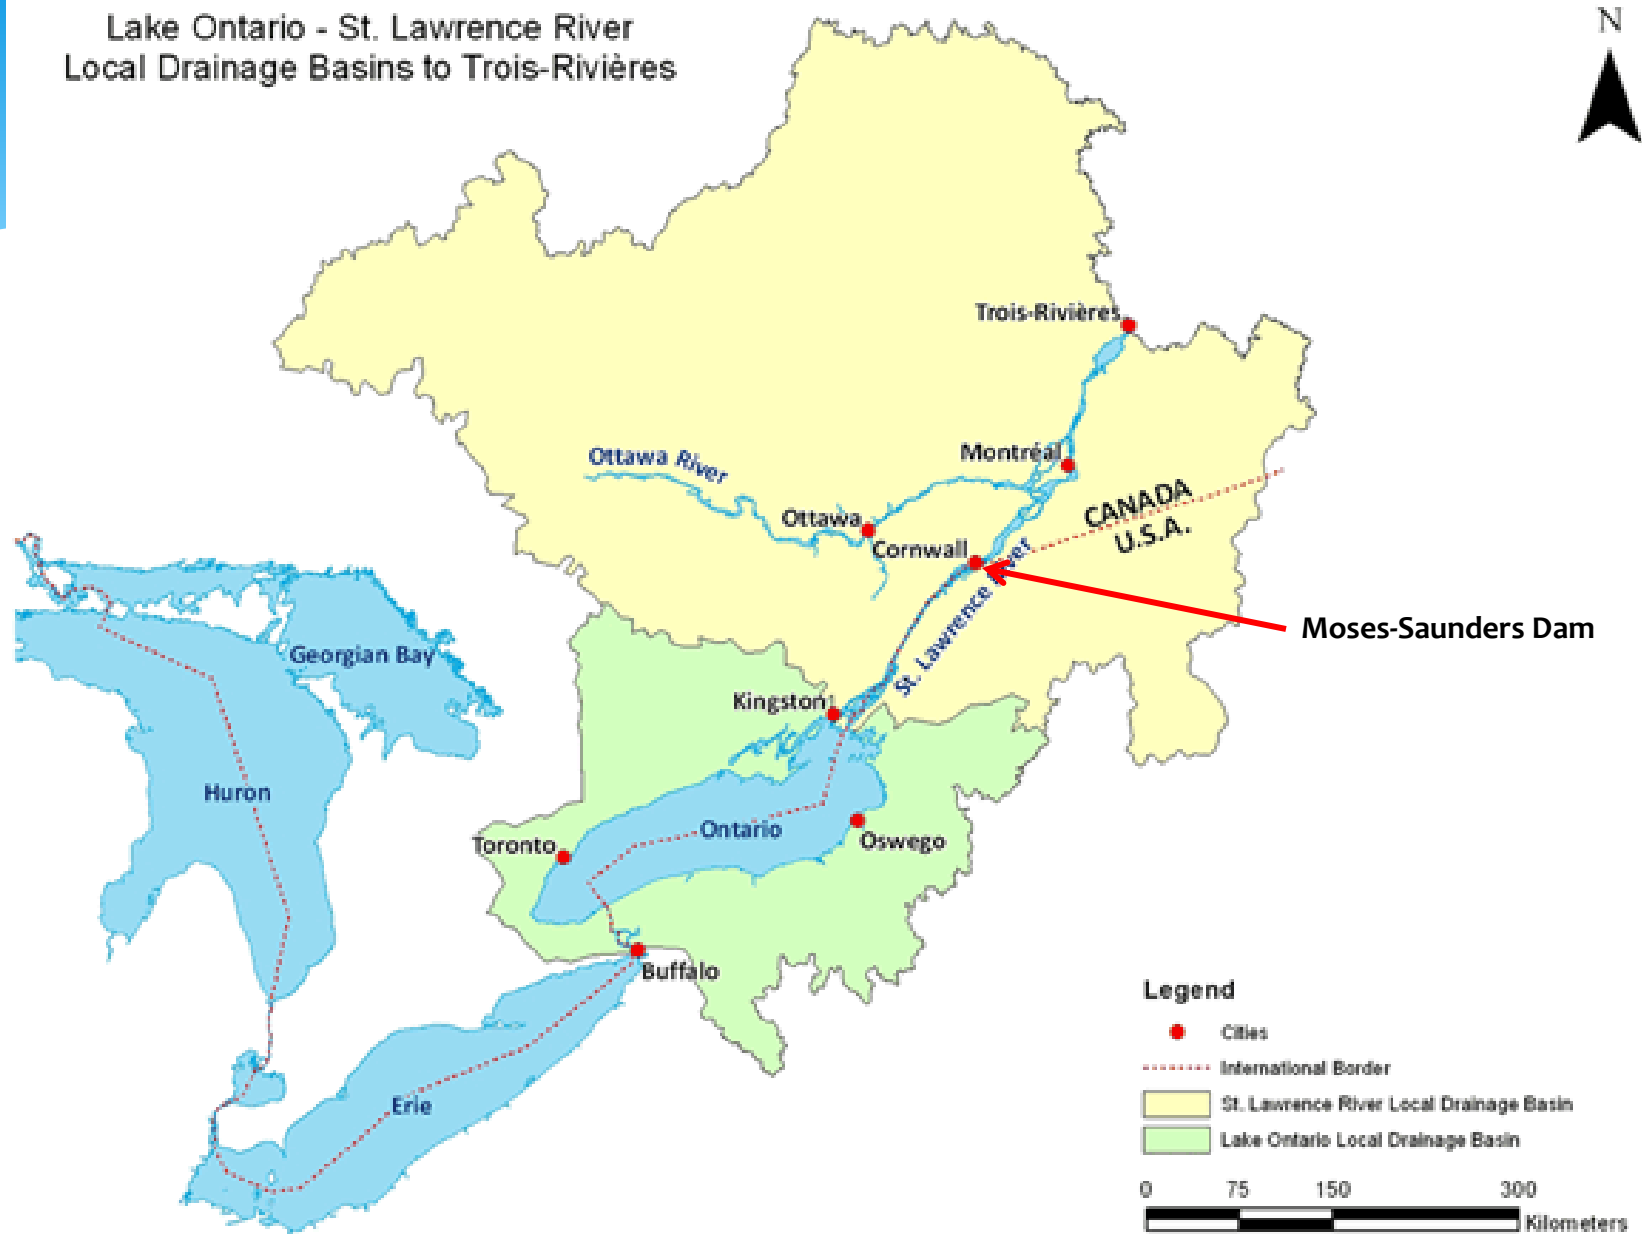 Lake Ontario - St. Lawrence River
Local Drainage Basins to Trois-Rivières
N
Trois-Rivières
Montréal
Ottawa River
CANADA
U.S.A.
Ottawa
Cornwall
St. Lawrence River
Moses-Saunders Dam
Georgian Bay
Kingston
Huron
Ontario
Toronto
Oswego
Buffalo
Erie
Legend
Cities
International Border
St. Lawrence River Local Drainage Basin
Lake Ontario Local Drainage Basin
0 75 150 300
Kilometers